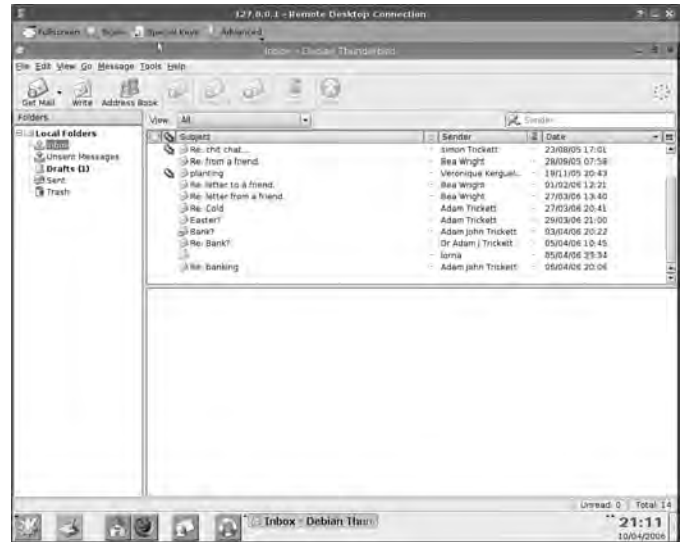 127.0.0.1 - Remote Desktop Connection
Fullscreen Scale Special Keys Advanced
Inbox - Debian Thunderbird
File Edit View Go Message Tools Help
Get Mail Write Address Book
Folders
View: All
Sender
Local Folders
Inbox
Unsent Messages
Drafts (1)
Sent
Trash
Subject Sender Date
Re: chit chat... simon Trickett 23/08/05 17:01
Re: from a friend. Bea Wright 28/09/05 07:58
planting Veronique Kerguel... 19/11/05 20:43
Re: letter to a friend. Bea Wright 01/02/06 12:21
Re: letter from a friend. Bea Wright 27/03/06 13:40
Re: Cold Adam Trickett 27/03/06 20:41
Easter? Adam Trickett 29/03/06 21:00
Bank? Adam John Trickett 03/04/06 20:22
Re: Bank? Dr Adam J Trickett 05/04/06 10:45
lorna 05/04/06 23:34
Re: banking Adam John Trickett 06/04/06 20:06
Unread: 0 Total: 14
Inbox - Debian Thun
21:11
10/04/2006